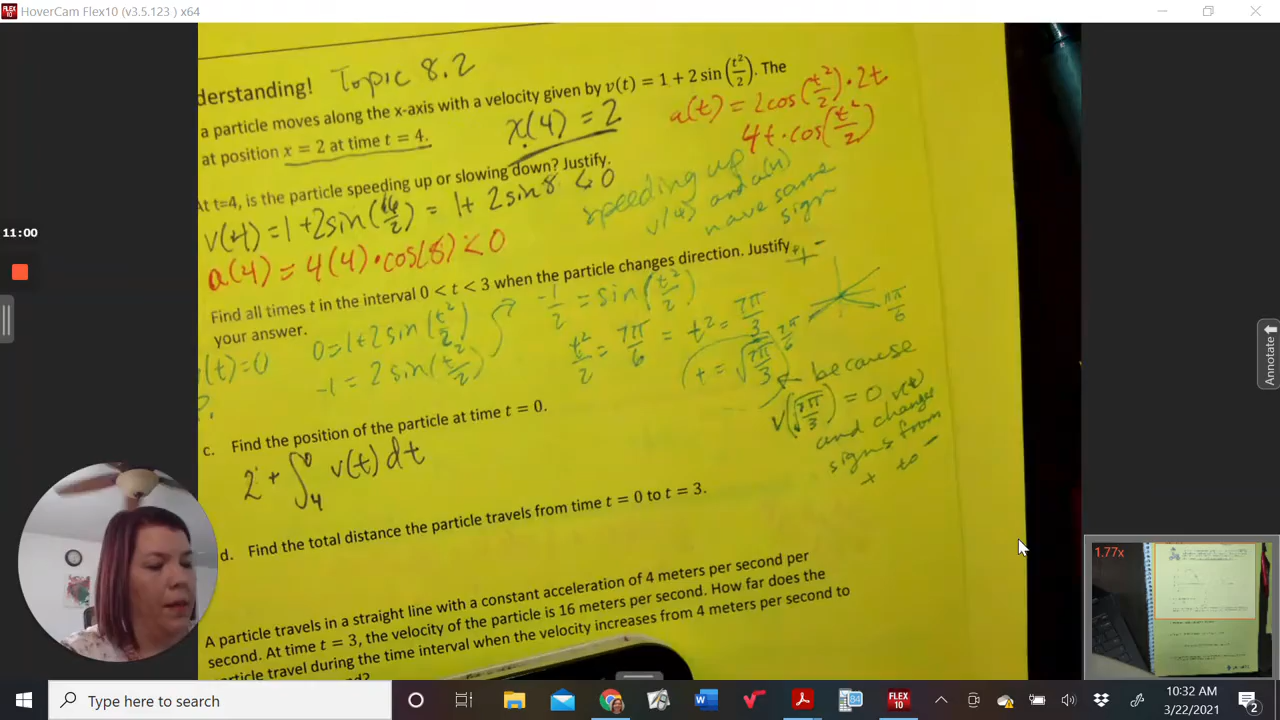 HoverCam Flex10 (v3.5.123 ) x64
derstanding! Topic 8.2
a particle moves along the x-axis with a velocity given by v(t) = 1 + 2 sin (t²/2). The
at position x = 2 at time t = 4.
x(4) = 2
a(t) = 2cos(t²/2)·2t
4t·cos(t²/2)
At t=4, is the particle speeding up or slowing down? Justify.
v(4) = 1+2sin(16/2) = 1+ 2sin8 <0
a(4) = 4(4)·cos(8) <0
speeding up
v(4) and a(4)
have same
sign
Find all times t in the interval 0 < t < 3 when the particle changes direction. Justify
your answer.
v(t)=0
0=1+2sin(t²/2)
-1=2sin(t²/2)
-1/2 = sin(t²/2)
t²/2 = 7π/6 = t² = 7π/3
t = √7π/3
7π/6
11π/6
because
v(√7π/3) = 0, v(t)
and changes
signs from
+ to −
c. Find the position of the particle at time t = 0.
2 + ∫₄⁰ v(t) dt
d. Find the total distance the particle travels from time t = 0 to t = 3.
A particle travels in a straight line with a constant acceleration of 4 meters per second per
second. At time t = 3, the velocity of the particle is 16 meters per second. How far does the
particle travel during the time interval when the velocity increases from 4 meters per second to
11:00
Annotate
1.77x
Type here to search
W
FLEX
10
10:32 AM
3/22/2021
2